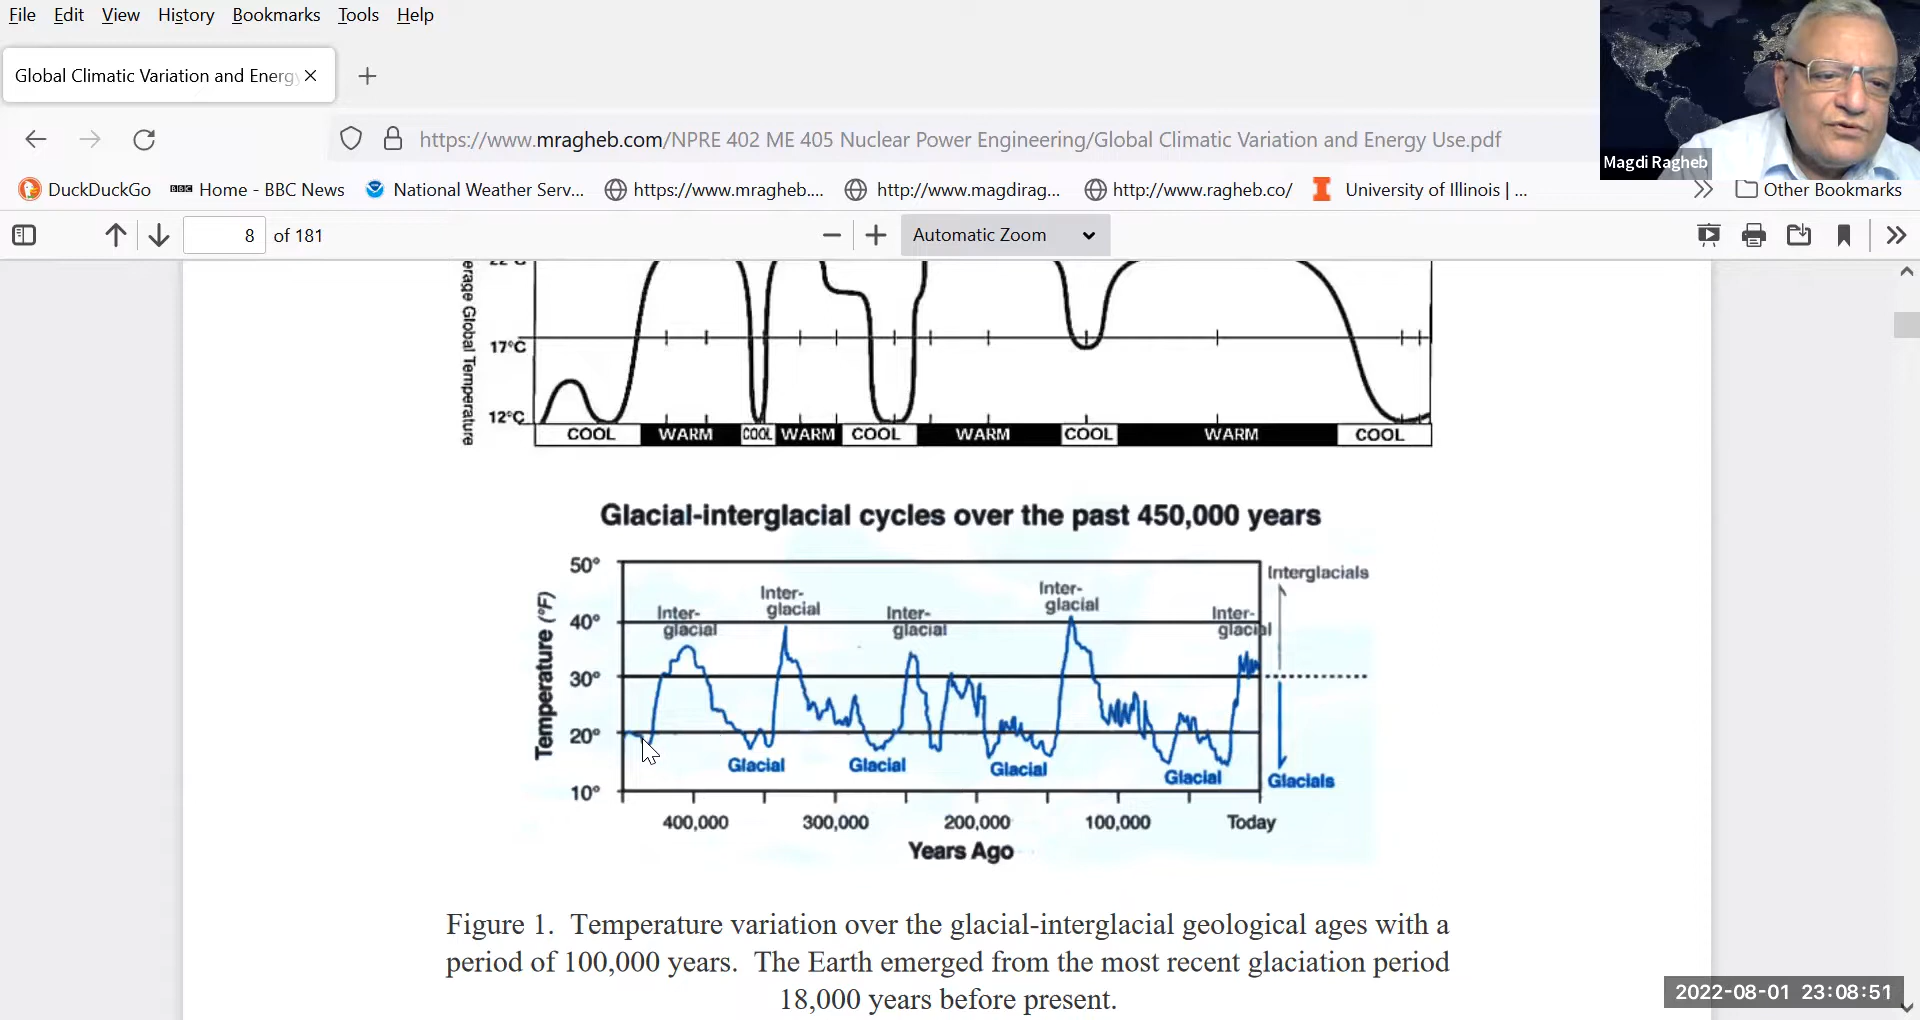 File Edit View History Bookmarks Tools Help
Global Climatic Variation and Energ
https://www.mragheb.com/NPRE 402 ME 405 Nuclear Power Engineering/Global Climatic Variation and Energy Use.pdf
Magdi Ragheb
DuckDuckGo BBC Home - BBC News National Weather Serv... https://www.mragheb.... http://www.magdirag... http://www.ragheb.co/ I University of Illinois | ... Other Bookmarks
8 of 181 Automatic Zoom
erage Global Temperature
17°C
12°C
COOL WARM COOL WARM COOL WARM COOL WARM COOL
Glacial-interglacial cycles over the past 450,000 years
Temperature (°F)
50°
40°
30°
20°
10°
Inter-
glacial
Inter-
glacial
Inter-
glacial
Inter-
glacial
Inter-
glacial
Interglacials
Glacial Glacial Glacial Glacial Glacials
400,000 300,000 200,000 100,000 Today
Years Ago
Figure 1. Temperature variation over the glacial-interglacial geological ages with a
period of 100,000 years. The Earth emerged from the most recent glaciation period
18,000 years before present.
2022-08-01 23:08:51